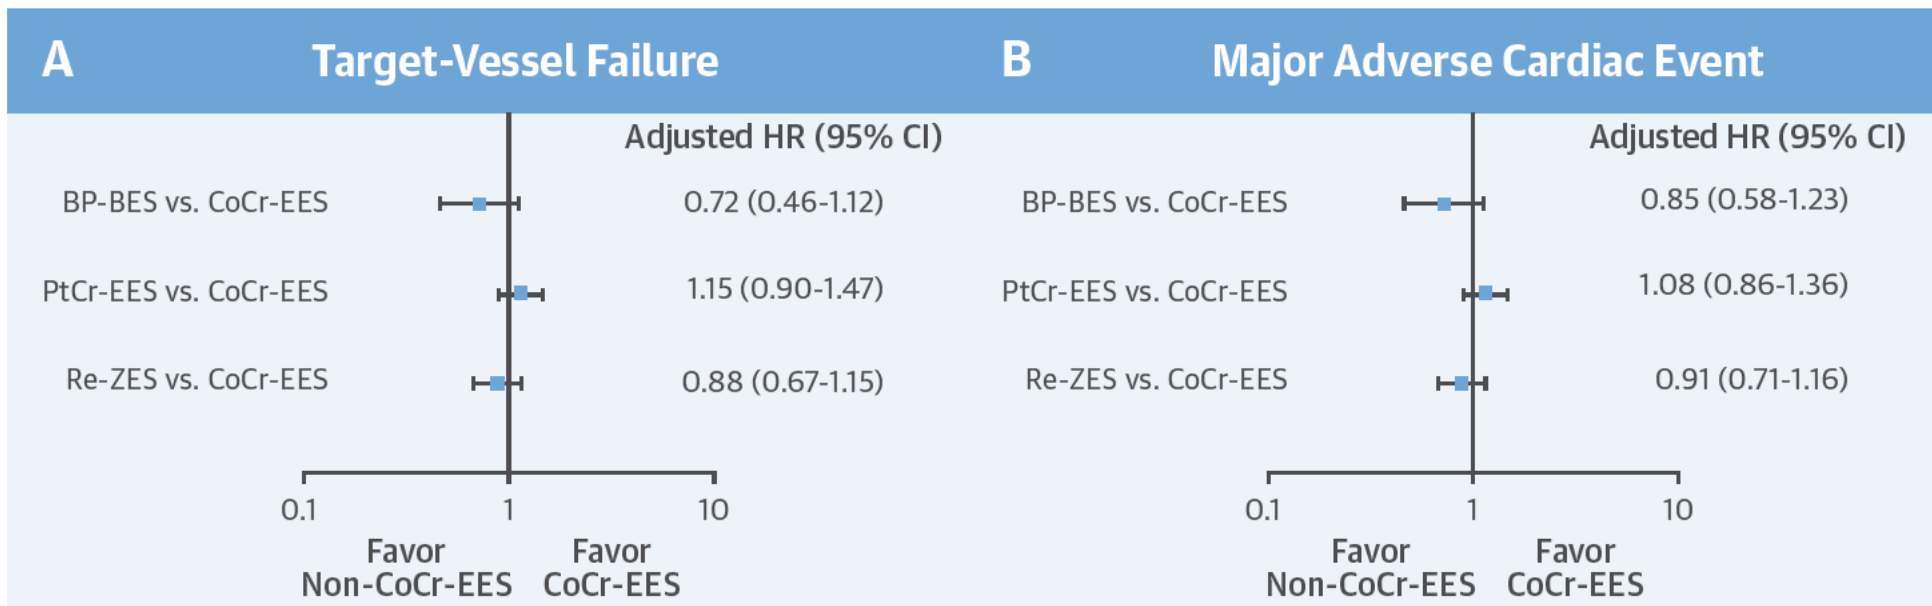 A Target-Vessel Failure
Adjusted HR (95% CI)
BP-BES vs. CoCr-EES 0.72 (0.46-1.12)
PtCr-EES vs. CoCr-EES 1.15 (0.90-1.47)
Re-ZES vs. CoCr-EES 0.88 (0.67-1.15)
0.1 1 10
Favor Favor
Non-CoCr-EES CoCr-EES
B Major Adverse Cardiac Event
Adjusted HR (95% CI)
BP-BES vs. CoCr-EES 0.85 (0.58-1.23)
PtCr-EES vs. CoCr-EES 1.08 (0.86-1.36)
Re-ZES vs. CoCr-EES 0.91 (0.71-1.16)
0.1 1 10
Favor Favor
Non-CoCr-EES CoCr-EES